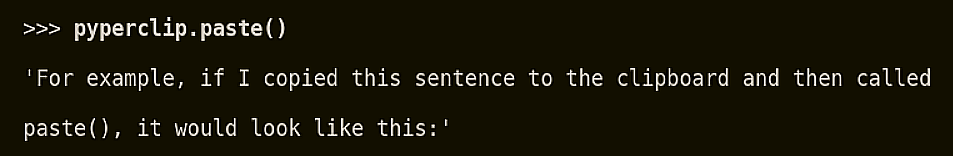 >>> pyperclip.paste()
'For example, if I copied this sentence to the clipboard and then called
paste(), it would look like this:'